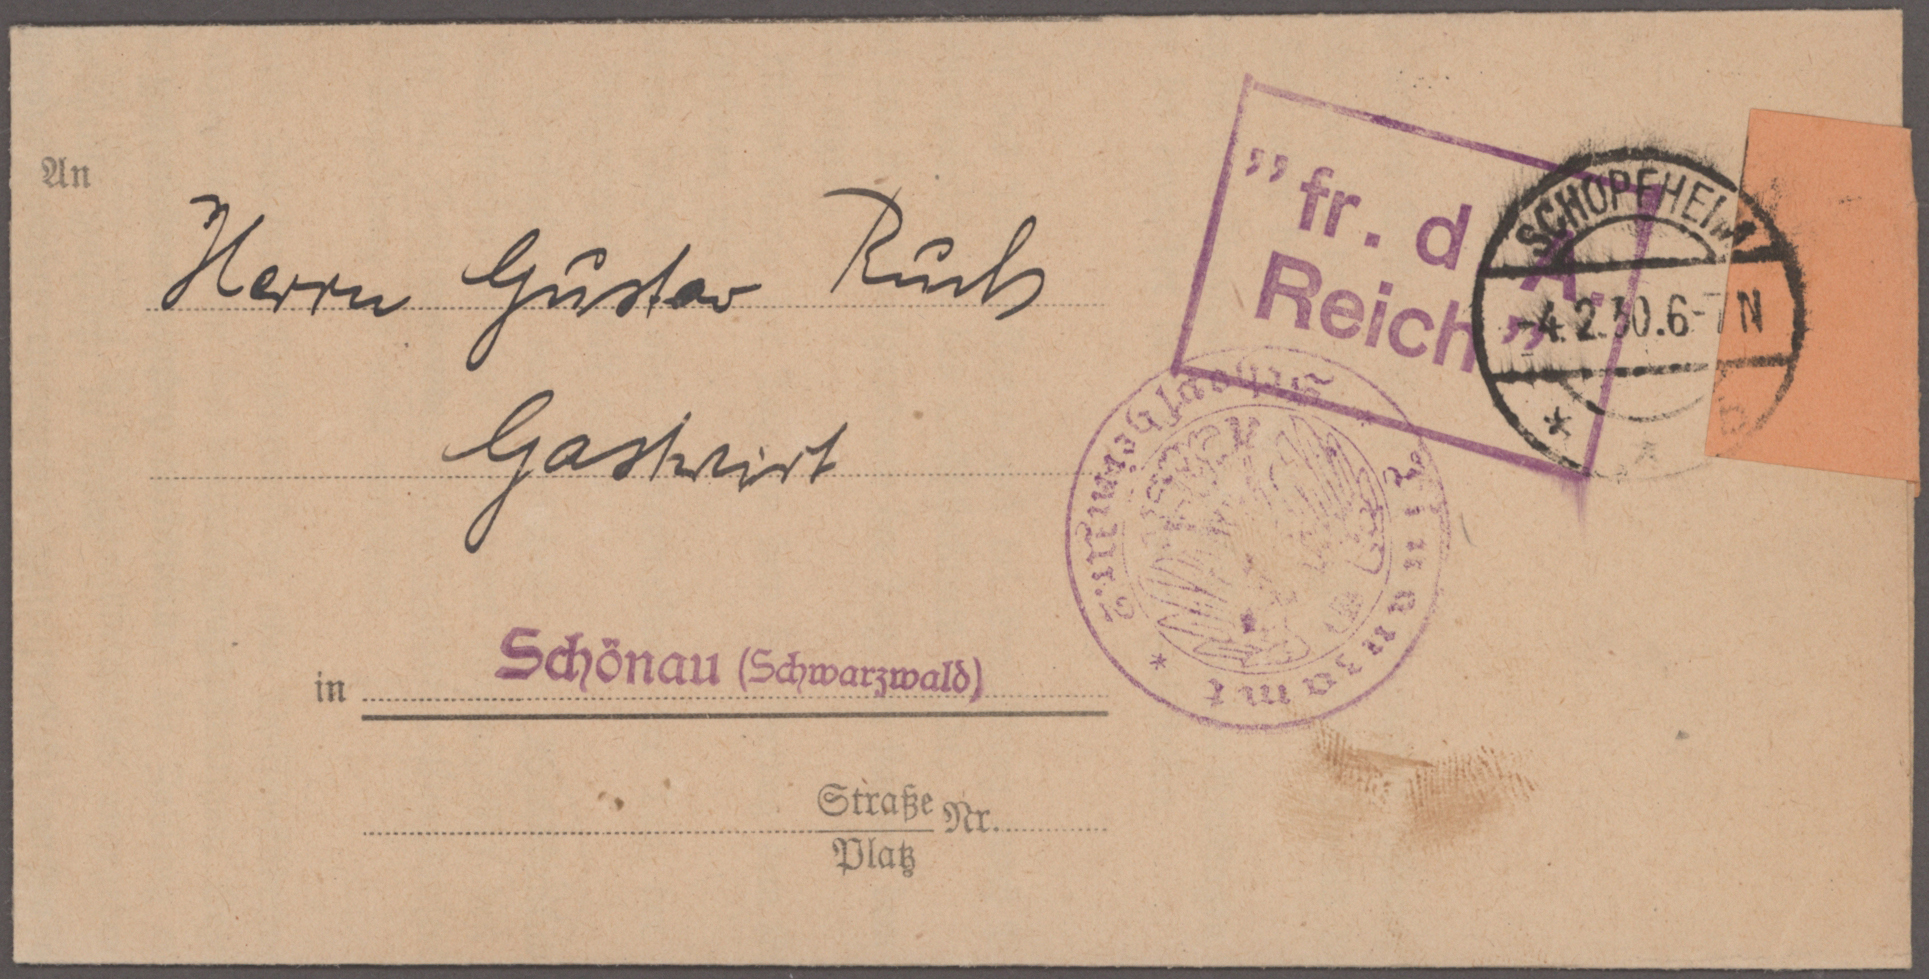 An
Herrn Gustav Ruch
Gastwirt
in Schönau (Schwarzwald)
Straße Nr.
Platz
„fr. d. A.
Reich”
SCHOPFHEIM
-4.2.30.6-7N
Finanzamt